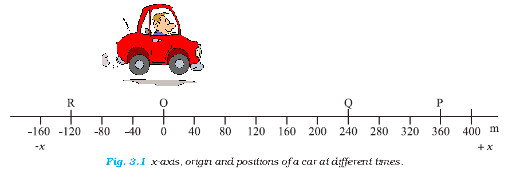 R O Q P
-160 -120 -80 -40 0 40 80 120 160 200 240 280 320 360 400 m
-x +x
Fig. 3.1 x-axis, origin and positions of a car at different times.